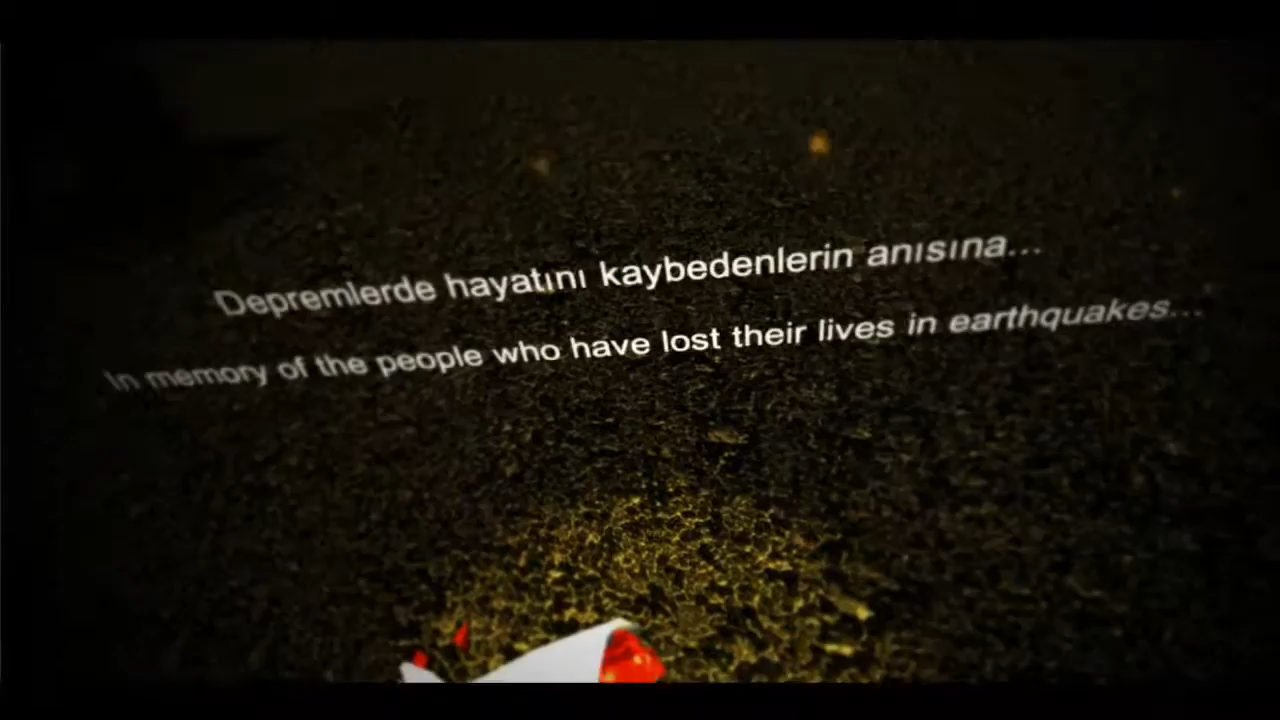 Depremlerde hayatını kaybedenlerin anısına...
In memory of the people who have lost their lives in earthquakes...